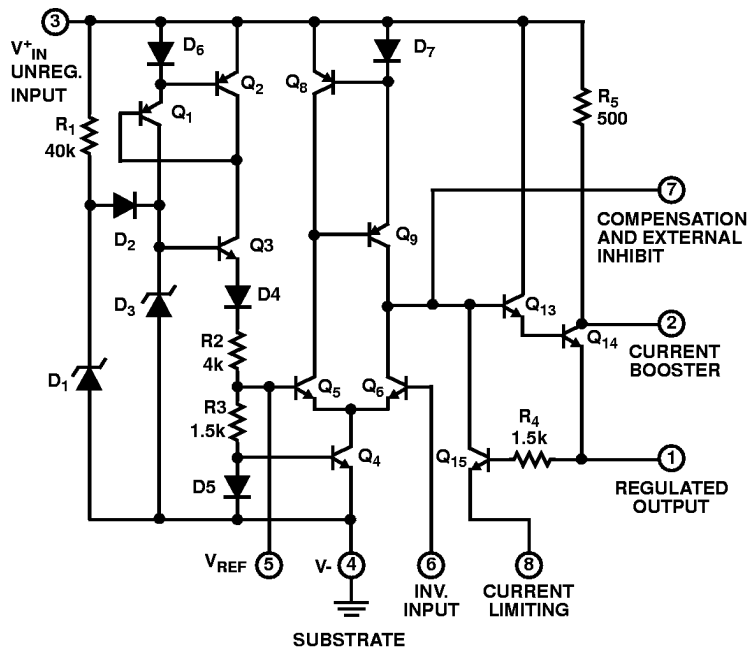 3
V+IN
UNREG.
INPUT
D6
D7
Q1
Q2
Q8
R1
40k
R5
500
7
COMPENSATION
AND EXTERNAL
INHIBIT
D2
Q3
Q9
D3
D4
Q13
Q14
2
CURRENT
BOOSTER
R2
4k
D1
Q5
Q6
R3
1.5k
R4
1.5k
Q4
Q15
1
REGULATED
OUTPUT
D5
VREF
5
V-
4
6
INV.
INPUT
8
CURRENT
LIMITING
SUBSTRATE